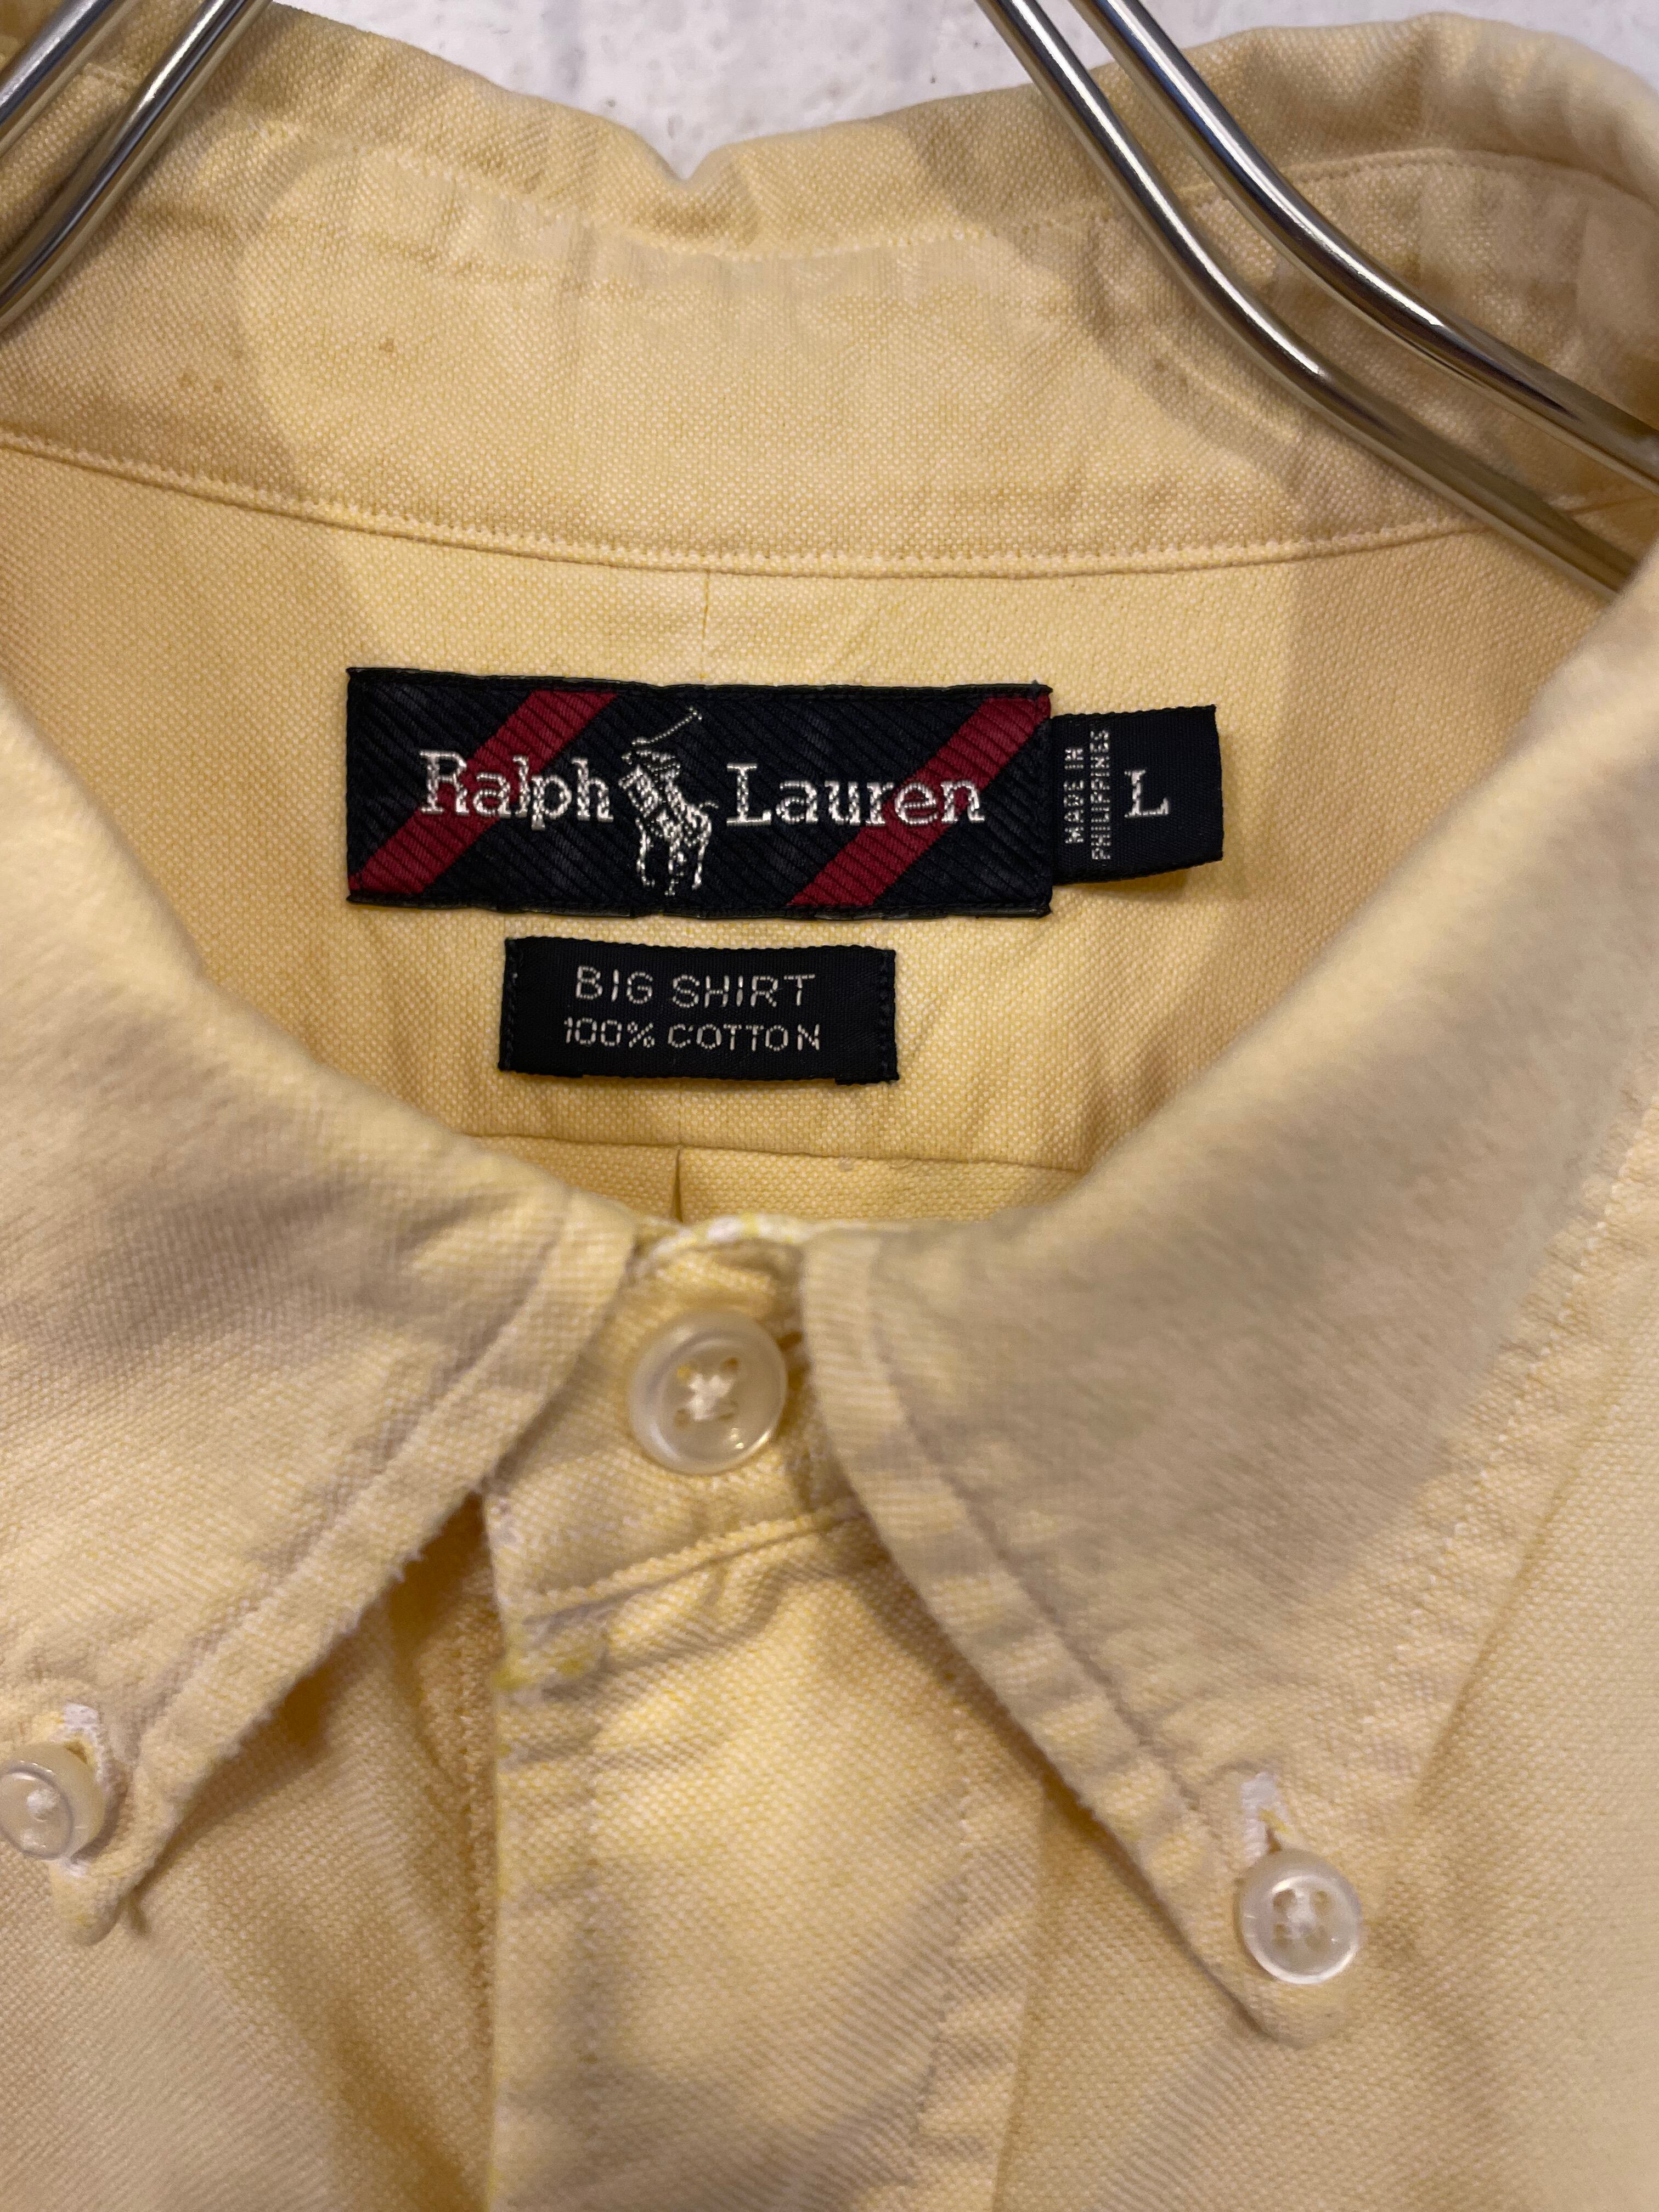 Ralph Lauren
MADE IN
PHILIPPINES
L
BIG SHIRT
100% COTTON